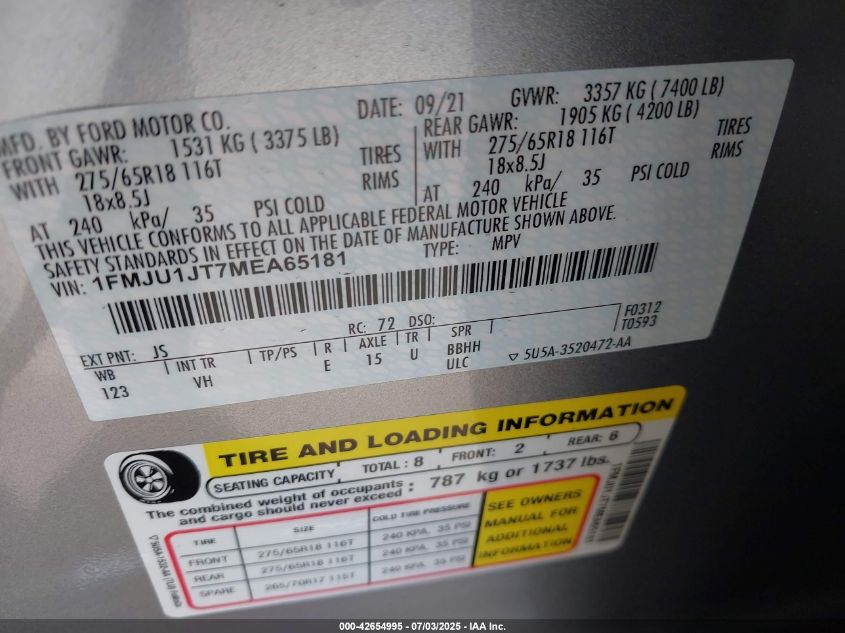 MFD. BY FORD MOTOR CO. DATE: 09/21 GVWR: 3357 KG ( 7400 LB)
FRONT GAWR: 1531 KG ( 3375 LB) REAR GAWR: 1905 KG ( 4200 LB)
WITH 275/65R18 116T TIRES WITH 275/65R18 116T TIRES
18x8.5J RIMS 18x8.5J RIMS
AT 240 kPa/ 35 PSI COLD AT 240 kPa/ 35 PSI COLD
THIS VEHICLE CONFORMS TO ALL APPLICABLE FEDERAL MOTOR VEHICLE
SAFETY STANDARDS IN EFFECT ON THE DATE OF MANUFACTURE SHOWN ABOVE.
VIN: 1FMJU1JT7MEA65181 TYPE: MPV
F0312
T0593
EXT PNT: JS RC: 72 DSO:
WB INT TR TP/PS R AXLE TR SPR
123 VH E 15 U BBHH
ULC
5U5A-3520472-AA
TIRE AND LOADING INFORMATION
SEATING CAPACITY TOTAL : 8 FRONT: 2 REAR: 6
The combined weight of occupants
and cargo should never exceed : 787 kg or 1737 lbs.
TIRE SIZE COLD TIRE PRESSURE
FRONT 275/65R18 116T 240 KPA, 35 PSI
REAR 275/65R18 116T 240 KPA, 35 PSI
SPARE 265/70R17 115T 240 KPA, 35 PSI
SEE OWNERS
MANUAL FOR
ADDITIONAL
INFORMATION
000-42654995 - 07/03/2025 - IAA Inc.